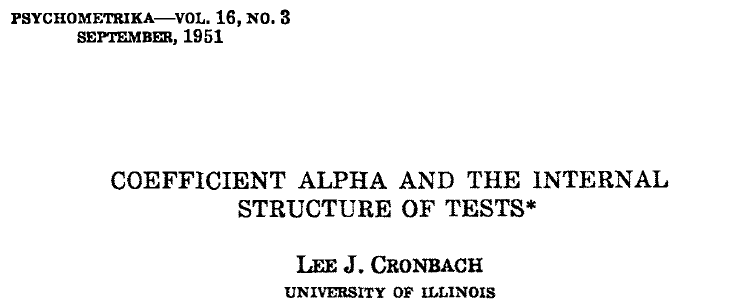 PSYCHOMETRIKA—VOL. 16, NO. 3
SEPTEMBER, 1951
COEFFICIENT ALPHA AND THE INTERNAL
STRUCTURE OF TESTS*
LEE J. CRONBACH
UNIVERSITY OF ILLINOIS